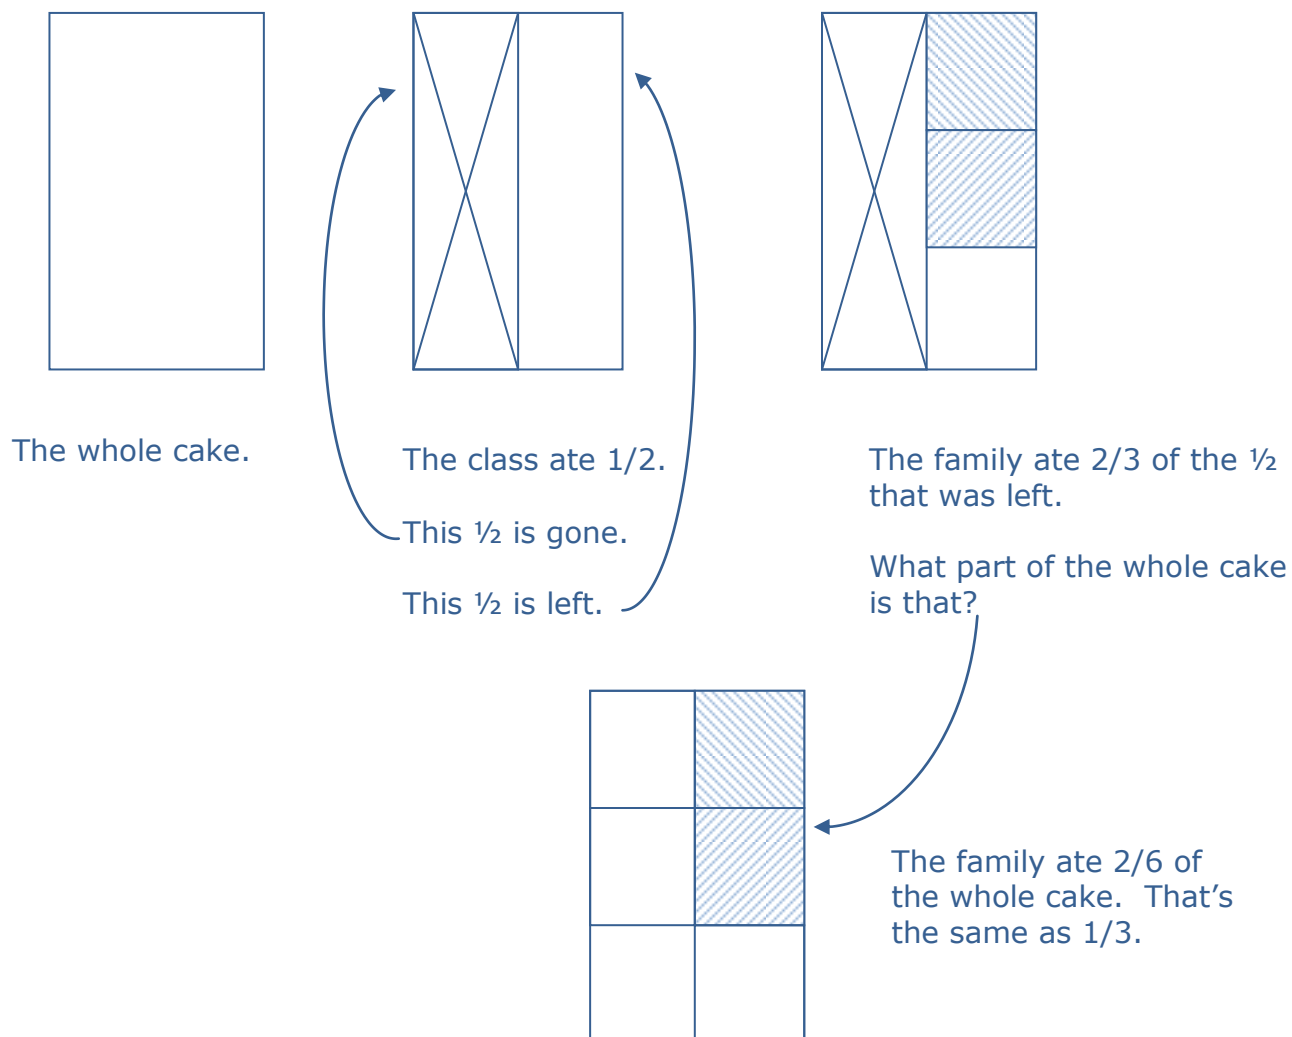 The whole cake.
The class ate 1/2.
This ½ is gone.
This ½ is left.
The family ate 2/3 of the ½
that was left.
What part of the whole cake
is that?
The family ate 2/6 of
the whole cake.  That’s
the same as 1/3.